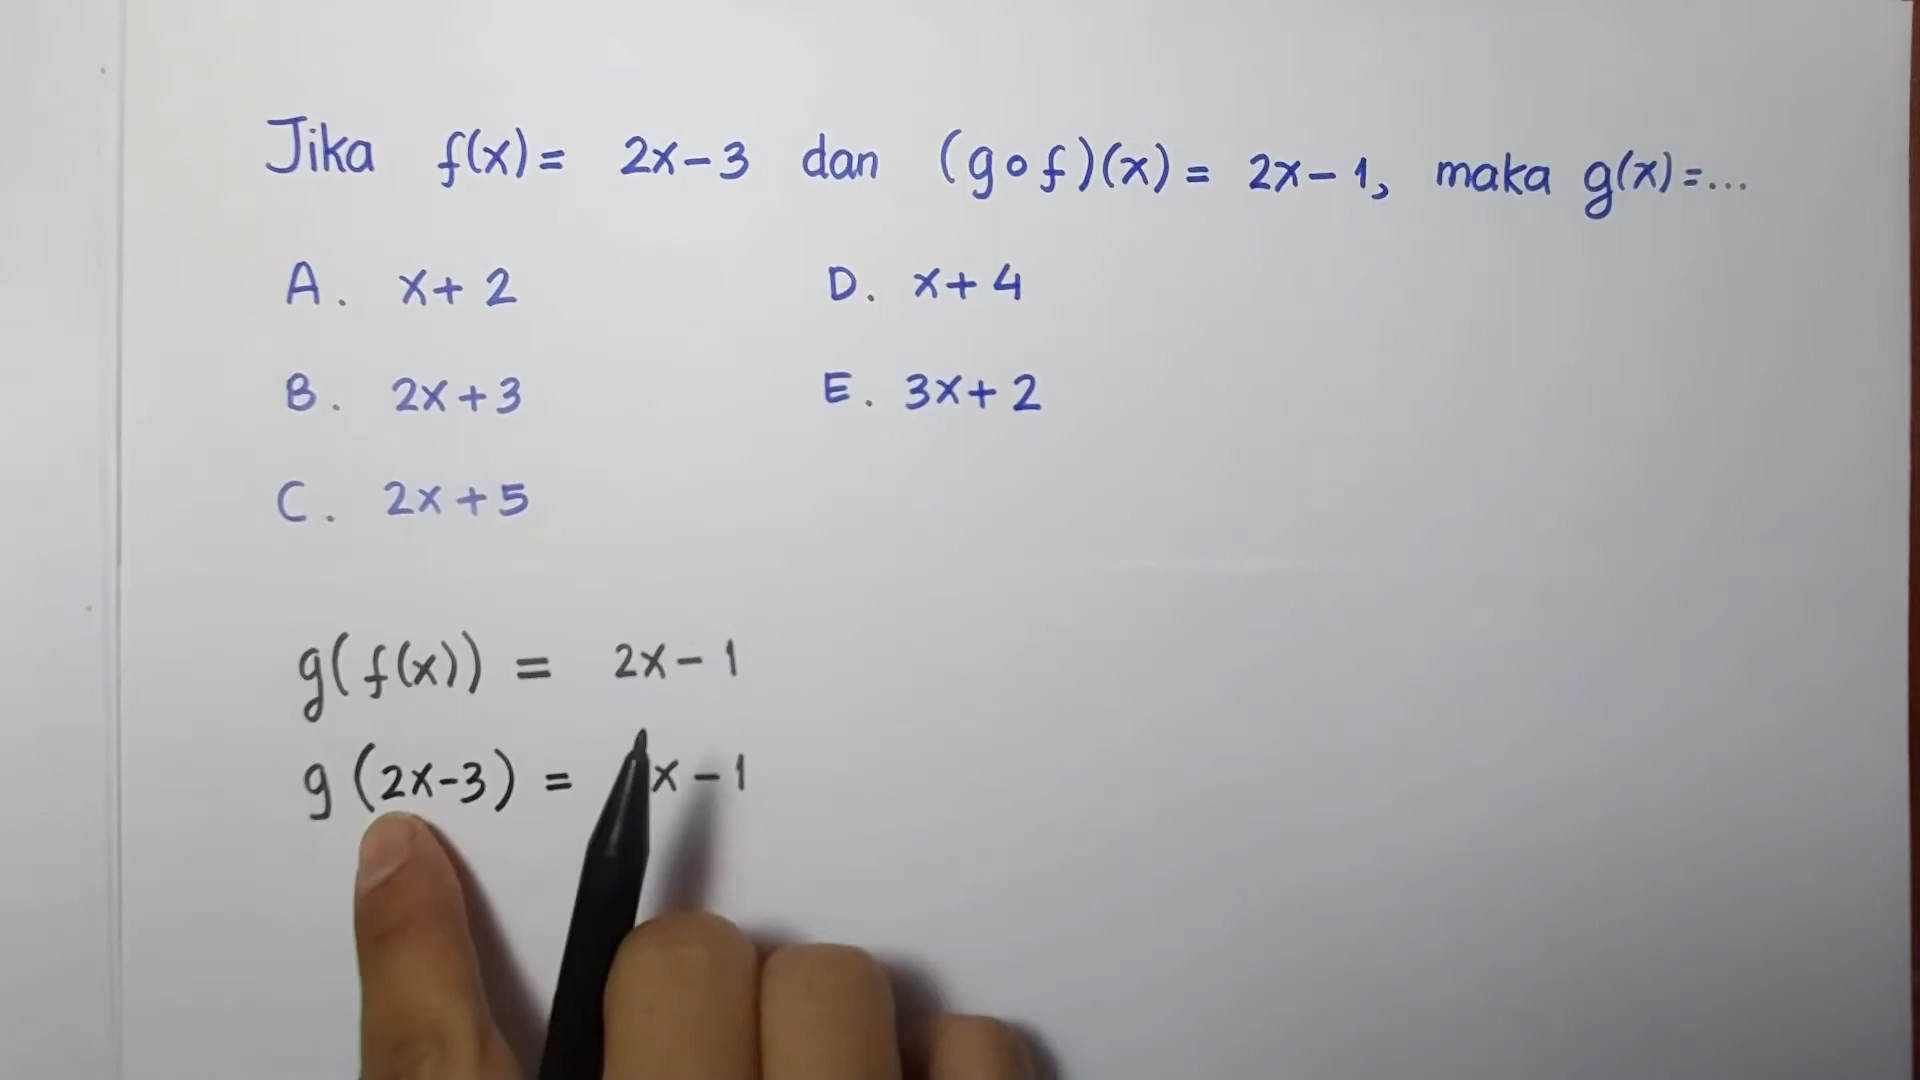 Jika f(x) = 2x - 3 dan (g∘f)(x) = 2x - 1, maka g(x) = ...
A. x + 2
D. x + 4
B. 2x + 3
E. 3x + 2
C. 2x + 5
g(f(x)) = 2x - 1
g(2x-3) = x - 1